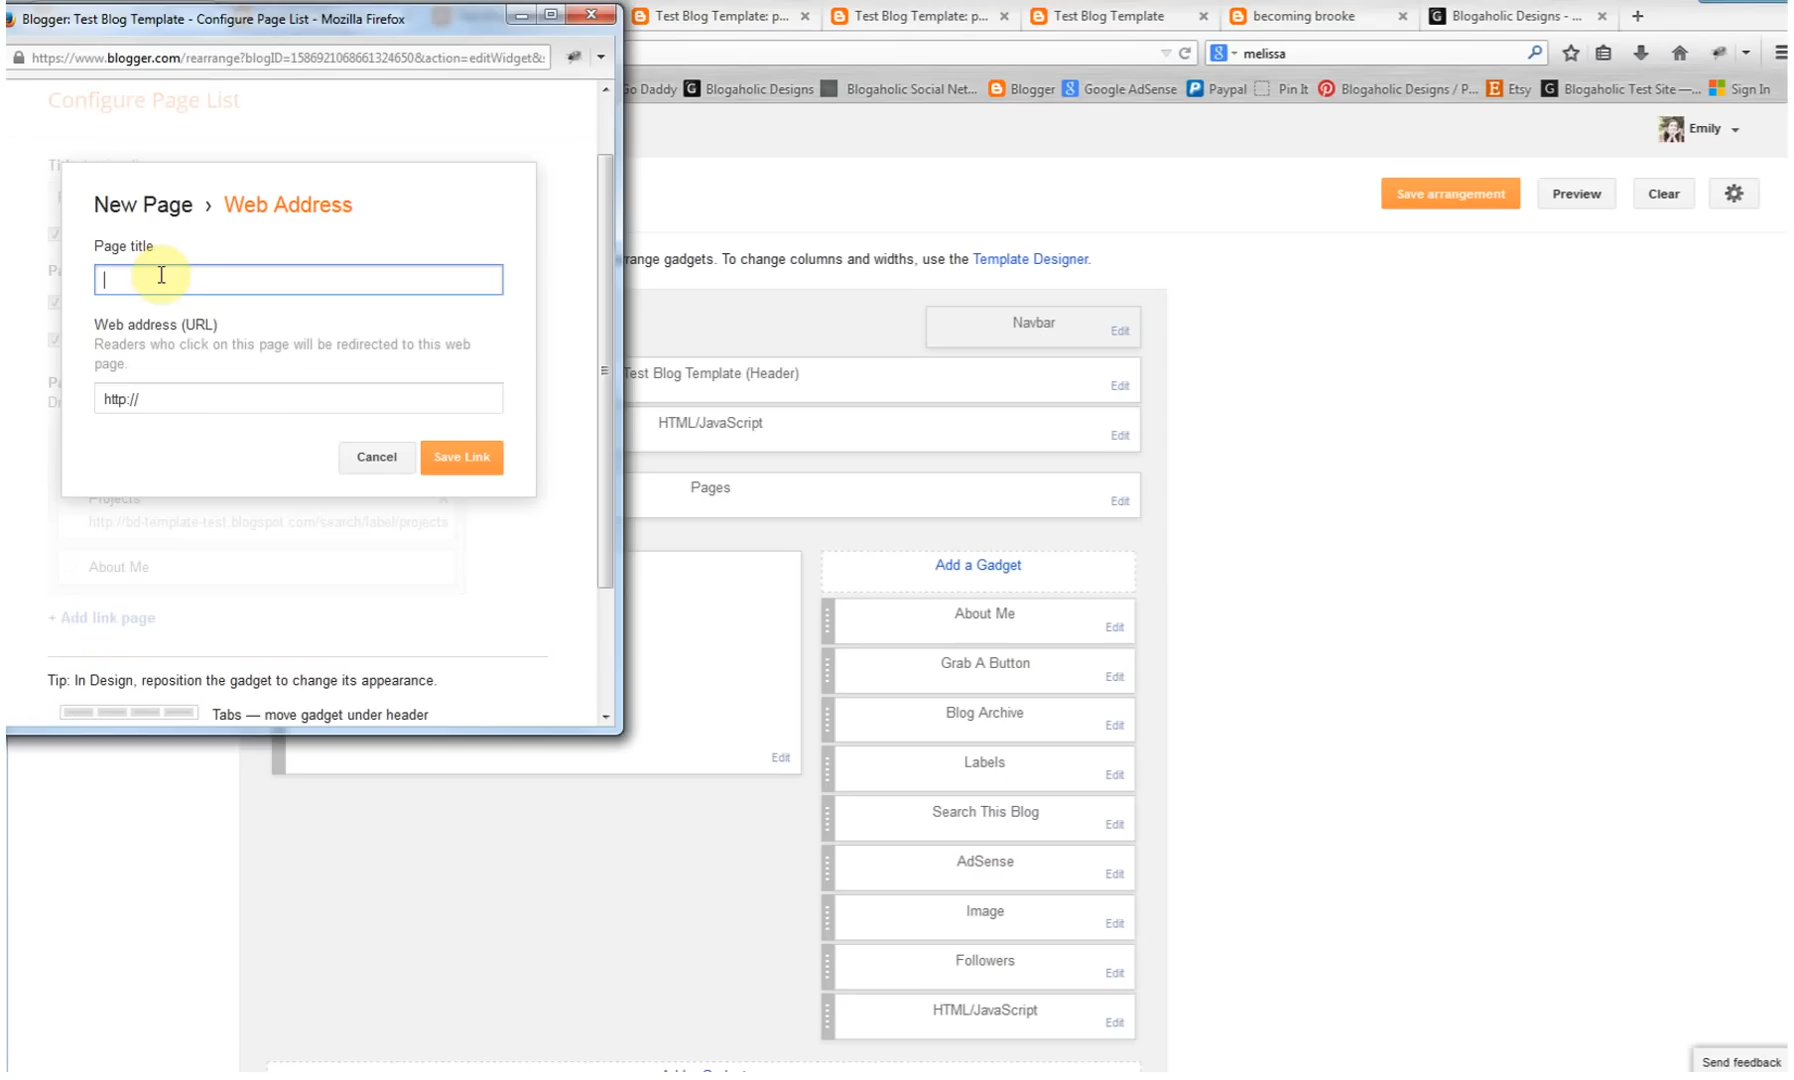 Blogger: Test Blog Template - Configure Page List - Mozilla Firefox
Test Blog Template: p...
Test Blog Template: p...
Test Blog Template
becoming brooke
Blogaholic Designs - ...
https://www.blogger.com/rearrange?blogID=1586921068661324650&action=editWidget&s
melissa
Go Daddy
Blogaholic Designs
Blogaholic Social Net...
Blogger
Google AdSense
Paypal
Pin It
Blogaholic Designs / P...
Etsy
Blogaholic Test Site —...
Sign In
Configure Page List
Emily
New Page › Web Address
Save arrangement
Preview
Clear
Page title
range gadgets. To change columns and widths, use the Template Designer.
Web address (URL)
Readers who click on this page will be redirected to this web
page.
http://
Cancel
Save Link
Navbar
Edit
Test Blog Template (Header)
Edit
HTML/JavaScript
Edit
Pages
Edit
Projects
http://bd-template-test.blogspot.com/search/label/projects
About Me
+ Add link page
Tip: In Design, reposition the gadget to change its appearance.
Tabs — move gadget under header
Edit
Add a Gadget
About Me
Edit
Grab A Button
Edit
Blog Archive
Edit
Labels
Edit
Search This Blog
Edit
AdSense
Edit
Image
Edit
Followers
Edit
HTML/JavaScript
Edit
Send feedback